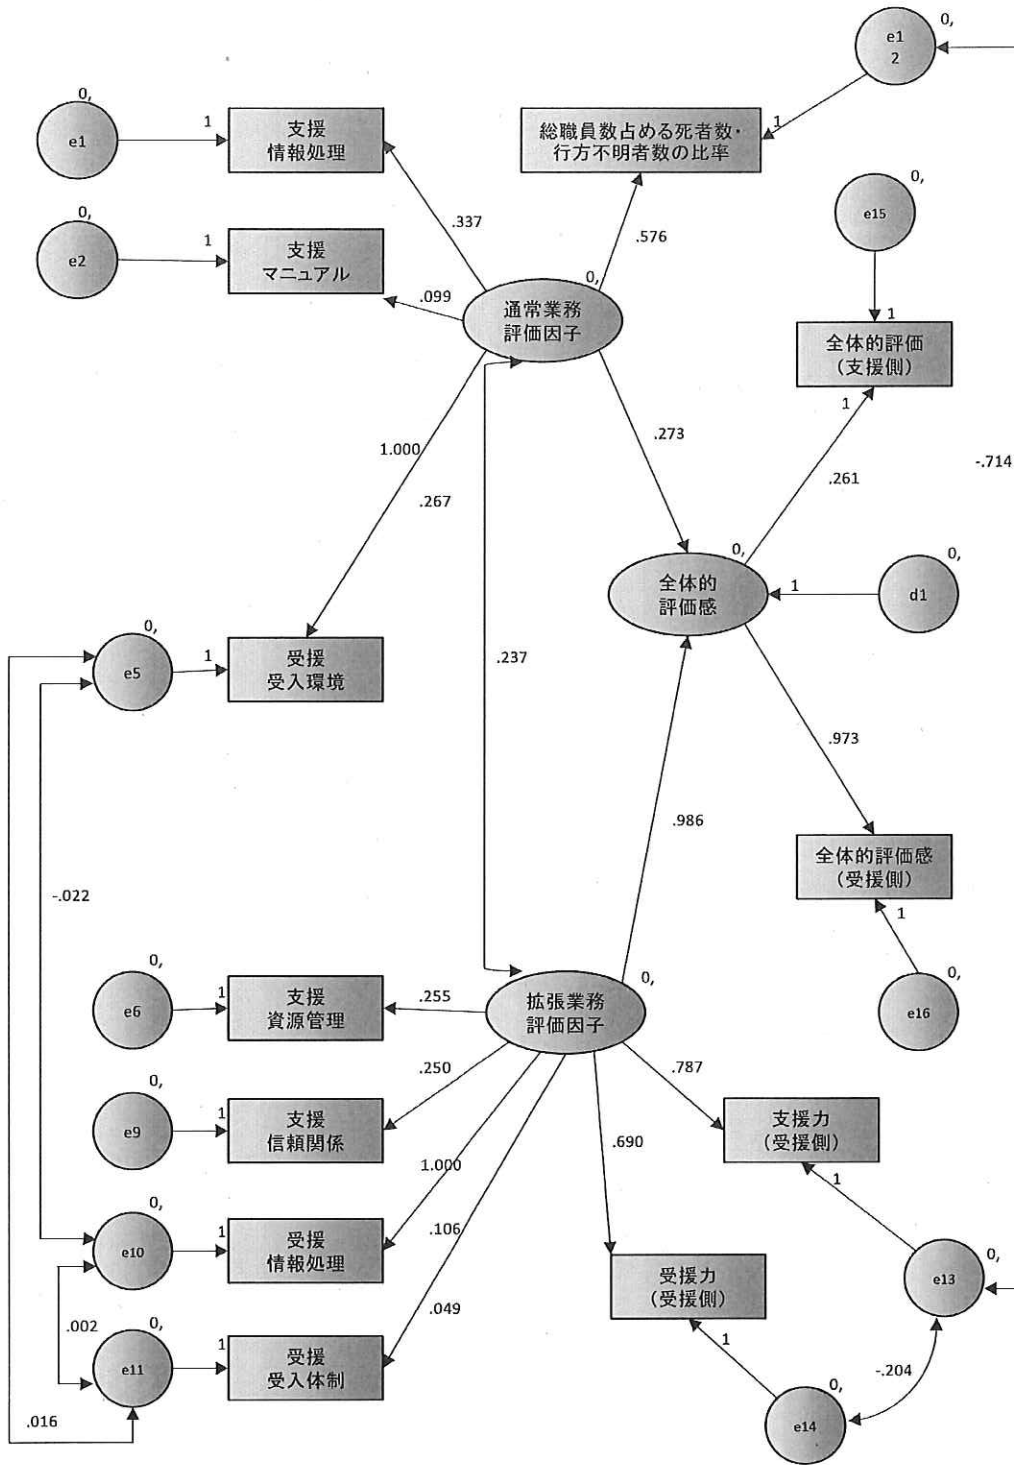 0,
e1
2
0,
e1
1
支援
情報処理
1
総職員数占める死者数・
行方不明者数の比率
0,
e15
0,
e2
1
支援
マニュアル
.337
.576
.099
0,
通常業務
評価因子
1
全体的評価
（支援側）
1
1.000
.267
.273
.261
-.714
0,
全体的
評価感
1
0,
d1
0,
e5
1
受援
受入環境
.237
.973
.986
-.022
全体的評価感
（受援側）
1
0,
e6
1
支援
資源管理
.255
0,
拡張業務
評価因子
0,
e16
0,
e9
1
支援
信頼関係
.250
.787
支援力
（受援側）
1
.690
1.000
0,
e10
1
受援
情報処理
.106
受援力
（受援側）
1
0,
e13
.049
.002
0,
e11
1
受援
受入体制
-.204
0,
e14
.016